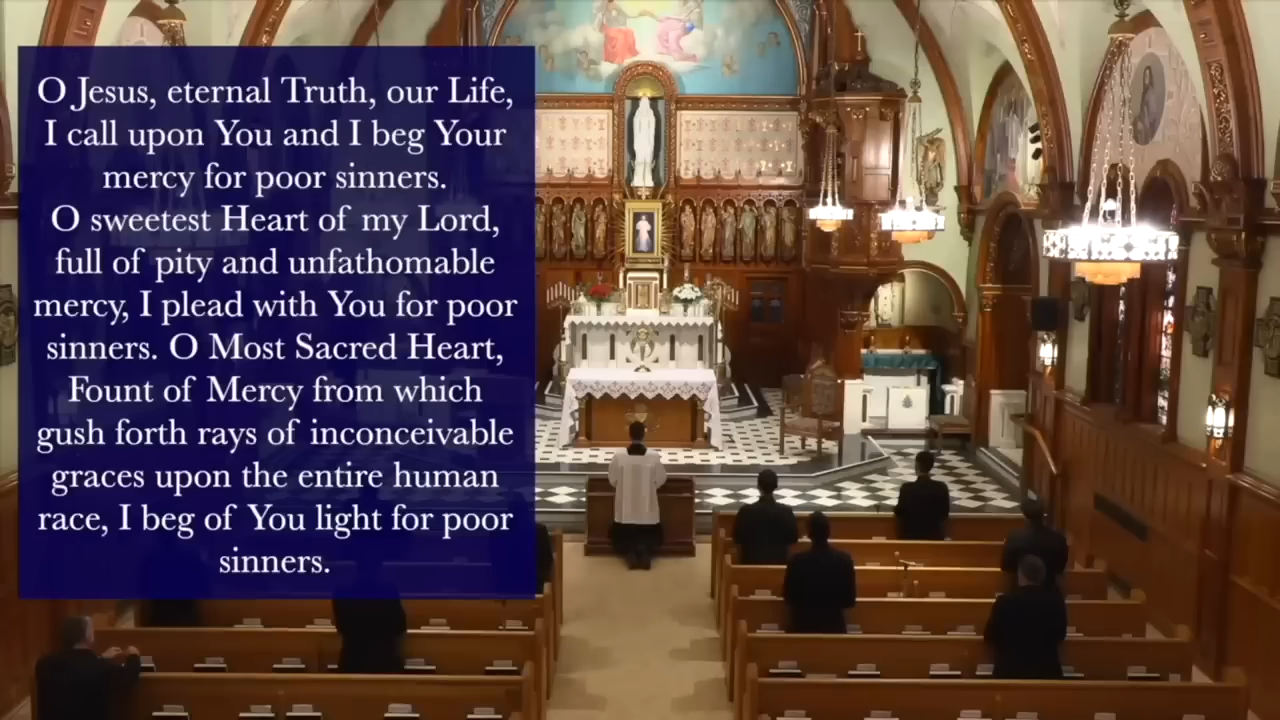 O Jesus, eternal Truth, our Life,
I call upon You and I beg Your
mercy for poor sinners.
O sweetest Heart of my Lord,
full of pity and unfathomable
mercy, I plead with You for poor
sinners. O Most Sacred Heart,
Fount of Mercy from which
gush forth rays of inconceivable
graces upon the entire human
race, I beg of You light for poor
sinners.